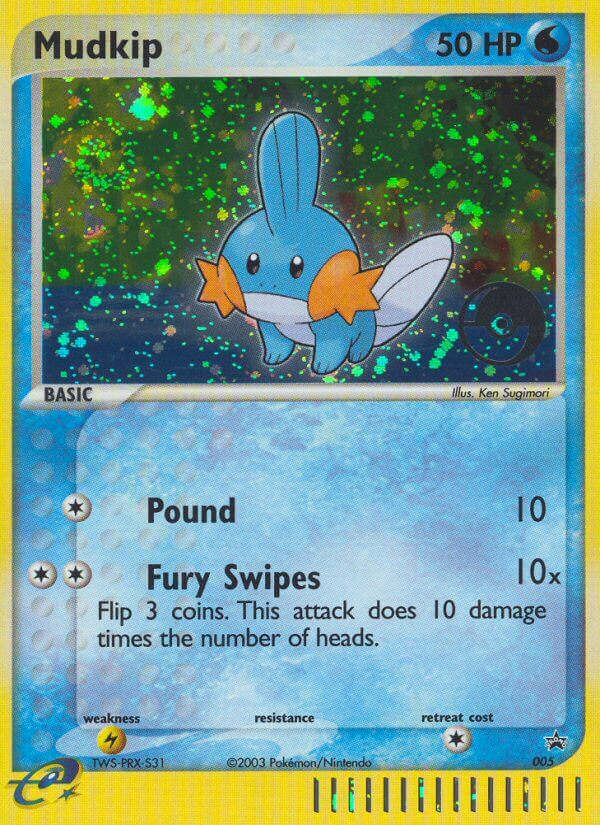 Mudkip
50 HP
BASIC
Illus. Ken Sugimori
Pound 10
Fury Swipes 10x
Flip 3 coins. This attack does 10 damage
times the number of heads.
weakness resistance retreat cost
TWS-PRX-S31 ©2003 Pokémon/Nintendo 005
e